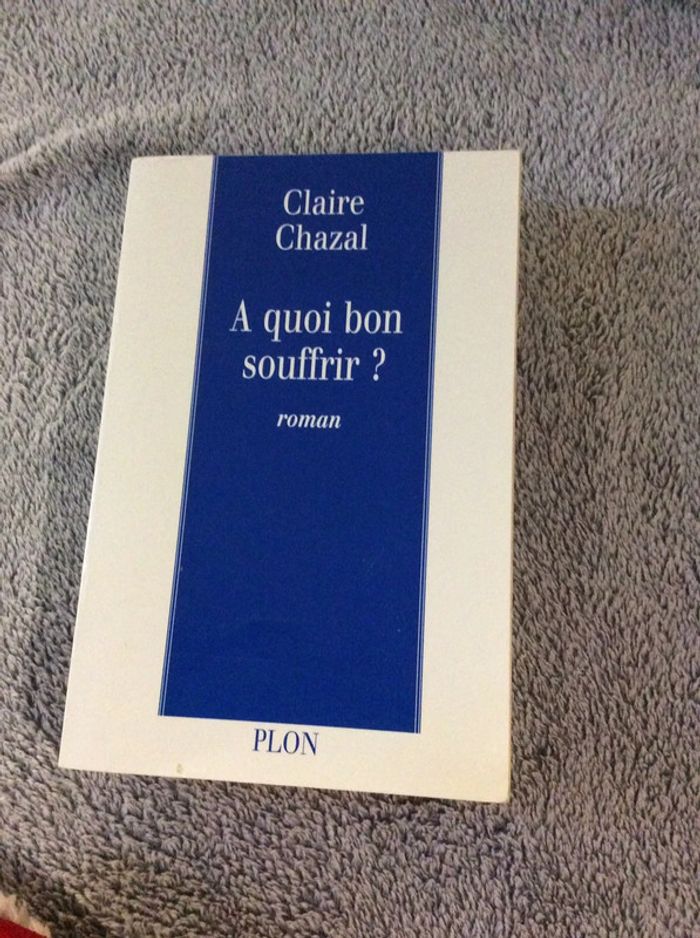 Claire
Chazal
A quoi bon
souffrir ?
roman
PLON